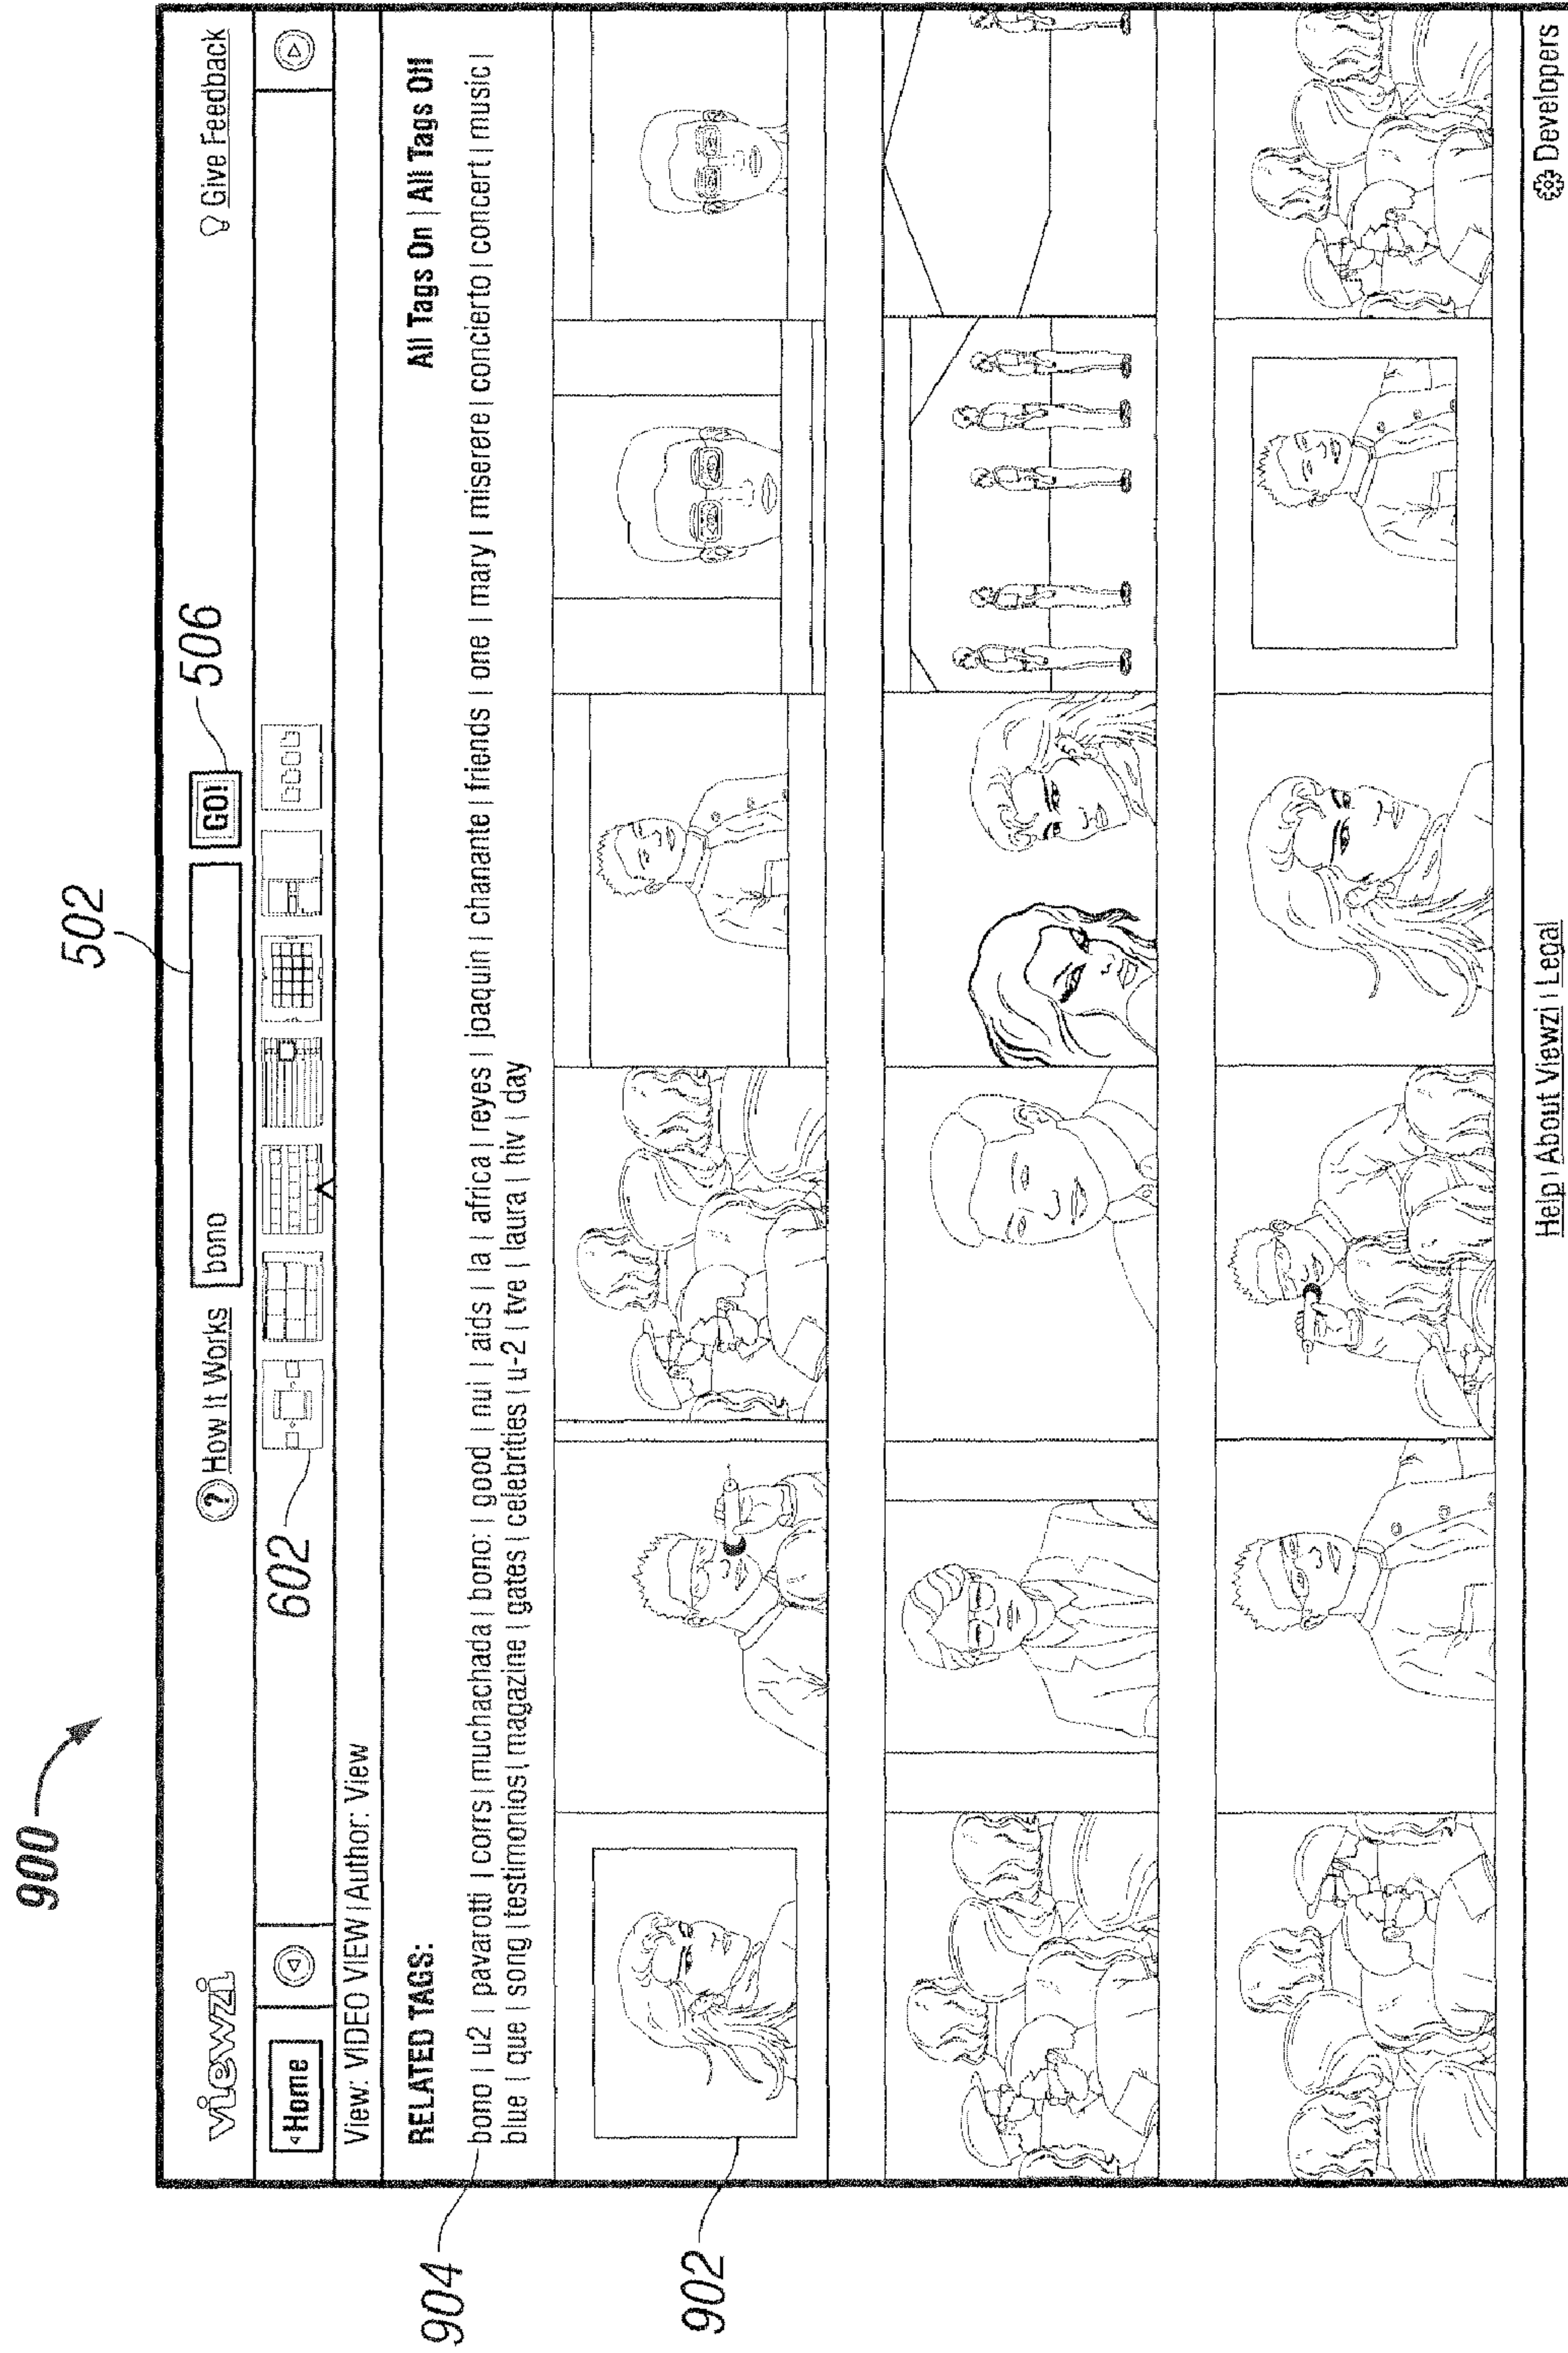 900
502
506
viewzi
? How It Works
bono
GO!
Give Feedback
Home
602
View: VIDEO VIEW | Author: View
RELATED TAGS:
All Tags On | All Tags Off
904
bono | u2 | pavarotti | corrs | muchachada | bono: | good | nui | aids | la | africa | reyes | joaquin | chanante | friends | one | mary | miserere | concierto | concert | music |
blue | que | song | testimonios | magazine | gates | celebrities | u-2 | tve | laura | hiv | day
902
Help | About Viewzi | Legal
Developers